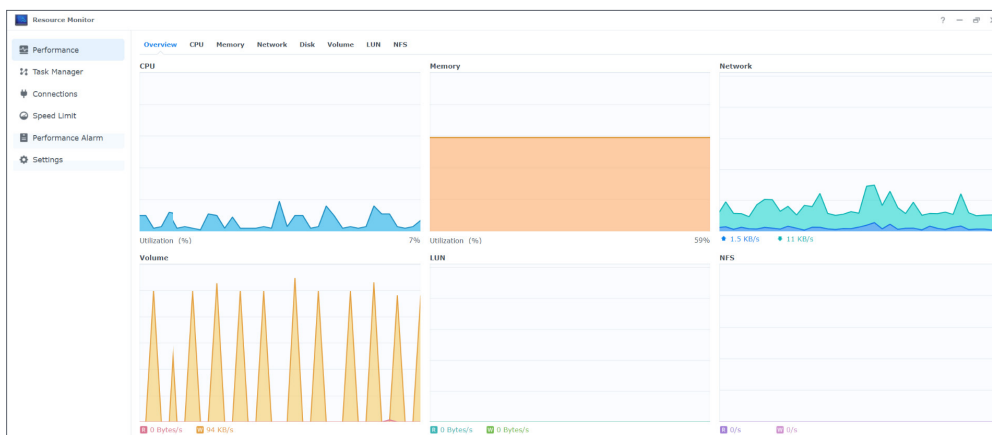 Resource Monitor
?
Performance
Task Manager
Connections
Speed Limit
Performance Alarm
Settings
Overview CPU Memory Network Disk Volume LUN NFS
CPU
Memory
Network
Utilization (%) 7%
Utilization (%) 59%
1.5 KB/s 11 KB/s
Volume
LUN
NFS
R 0 Bytes/s W 94 KB/s
R 0 Bytes/s W 0 Bytes/s
R 0/s W 0/s